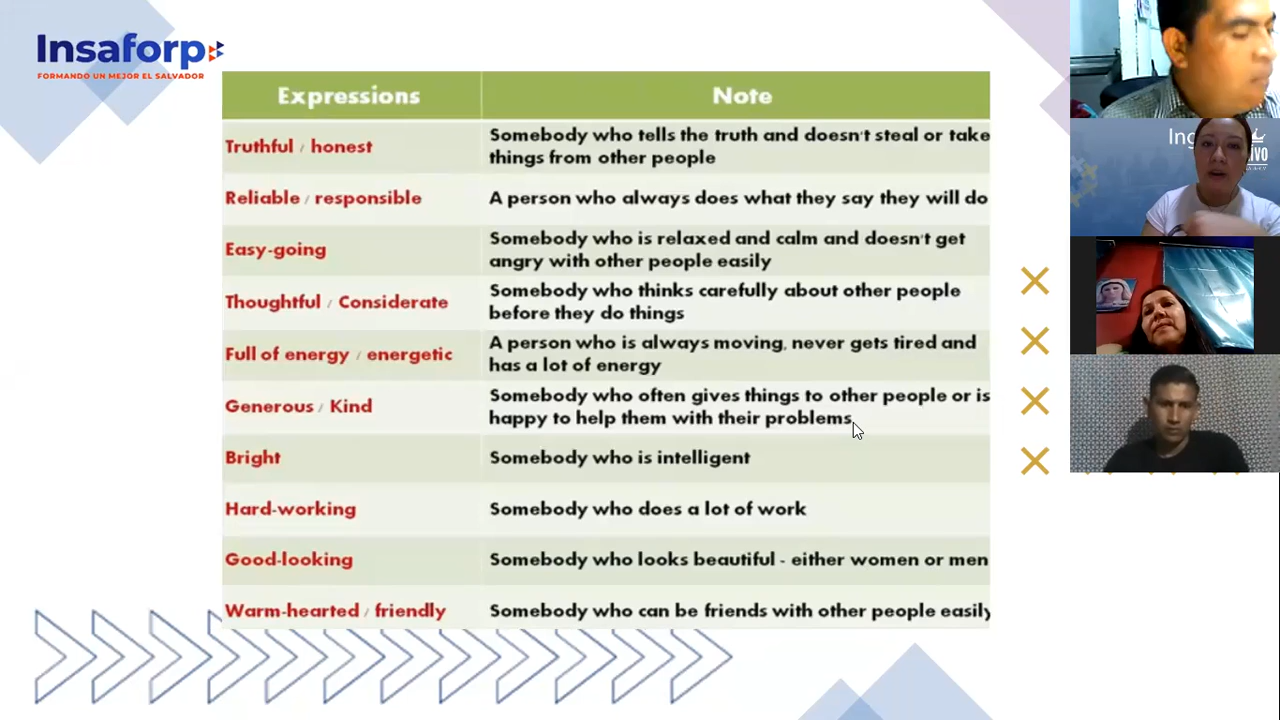 Insaforp
FORMANDO UN MEJOR EL SALVADOR
Expressions
Note
Truthful / honest
Somebody who tells the truth and doesn't steal or take
things from other people
Reliable / responsible
A person who always does what they say they will do
Easy-going
Somebody who is relaxed and calm and doesn't get
angry with other people easily
Thoughtful / Considerate
Somebody who thinks carefully about other people
before they do things
Full of energy / energetic
A person who is always moving, never gets tired and
has a lot of energy
Generous / Kind
Somebody who often gives things to other people or is
happy to help them with their problems
Bright
Somebody who is intelligent
Hard-working
Somebody who does a lot of work
Good-looking
Somebody who looks beautiful - either women or men
Warm-hearted / friendly
Somebody who can be friends with other people easily